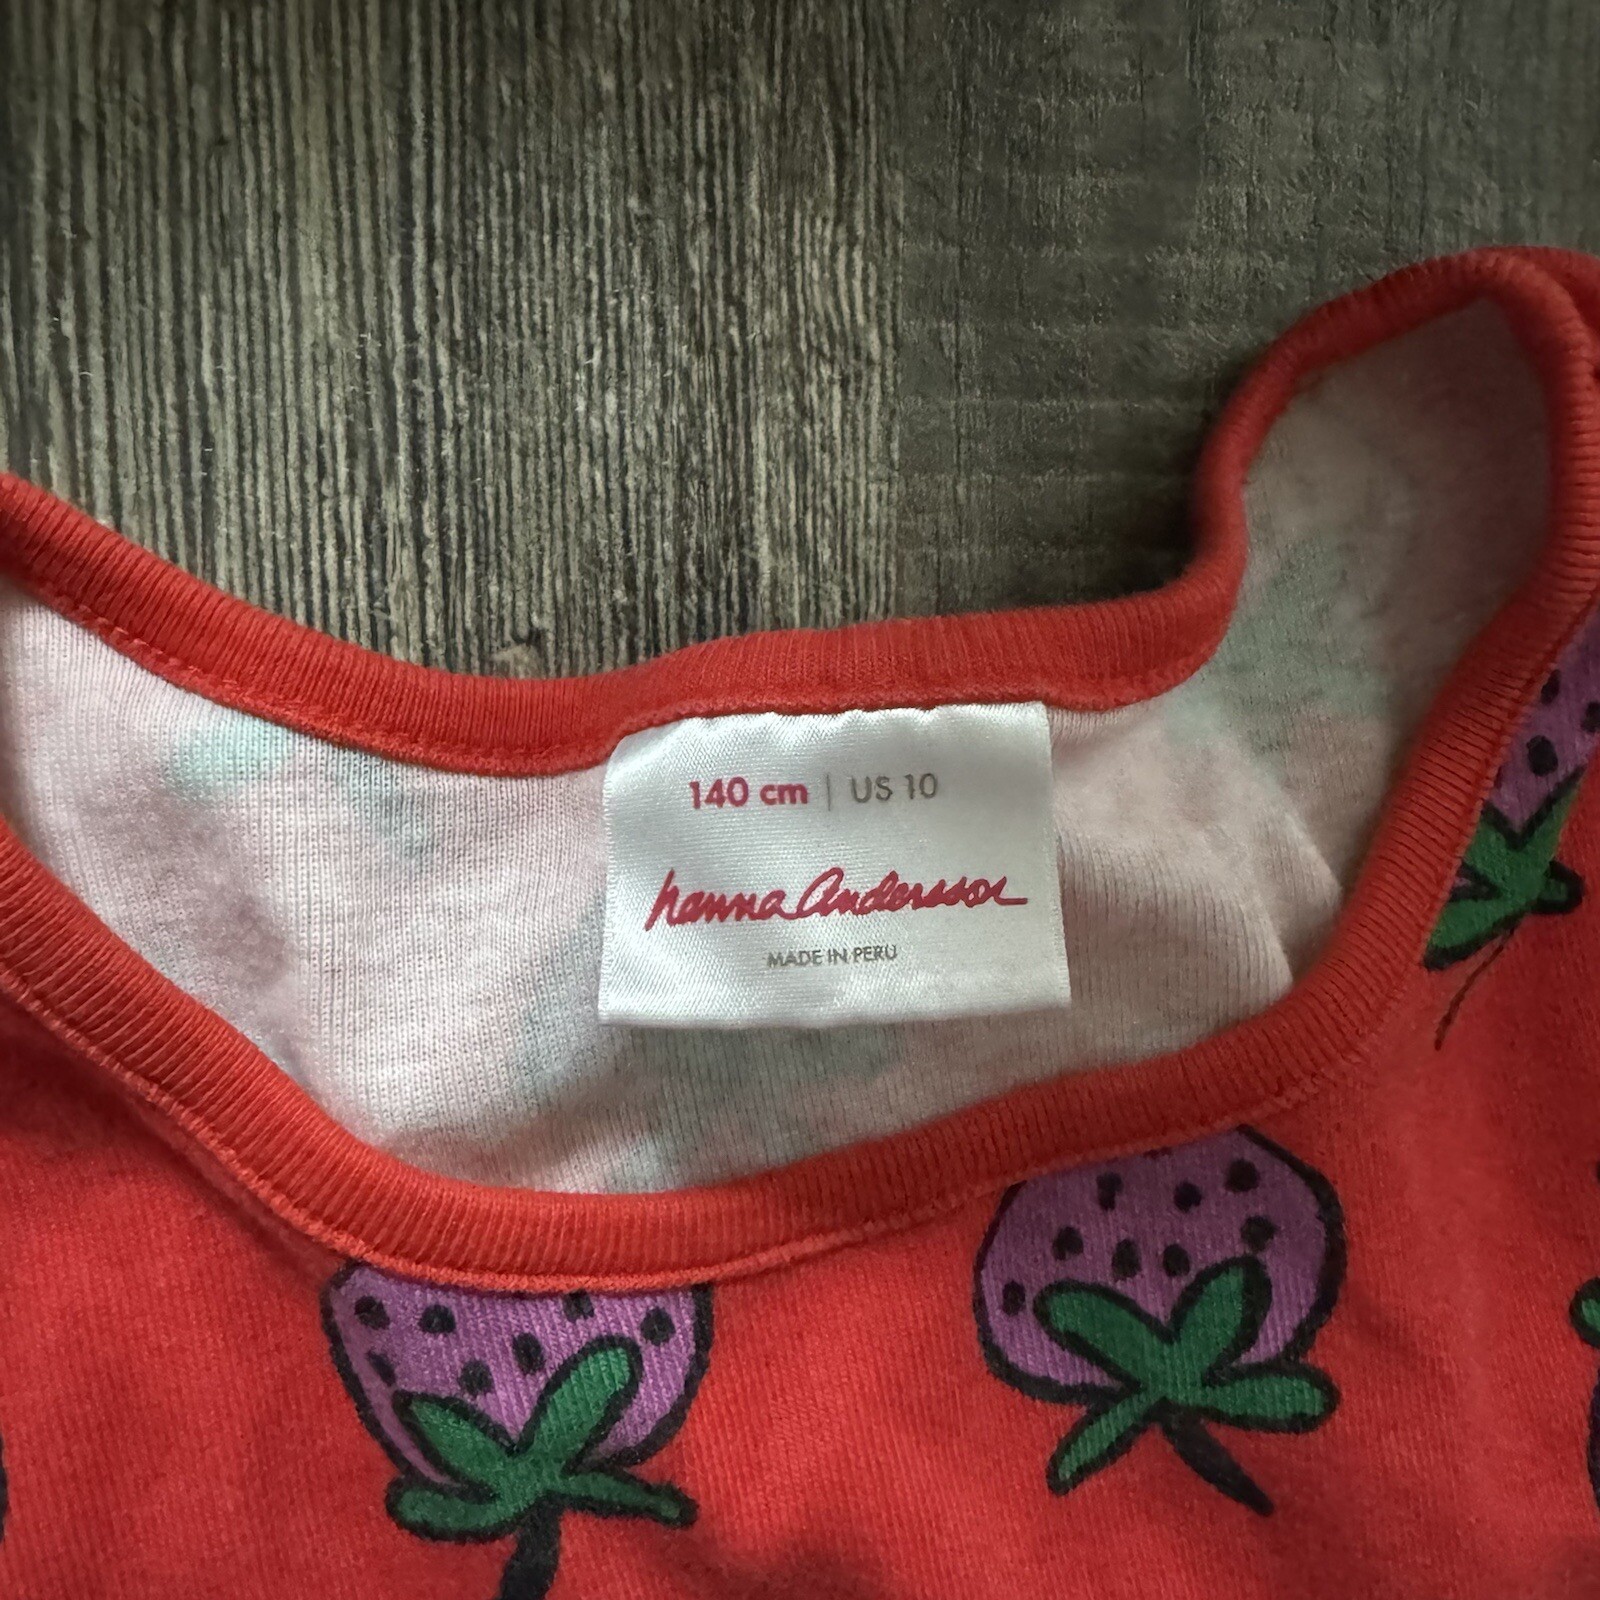 140 cm | US 10
hanna Andersson
MADE IN PERU